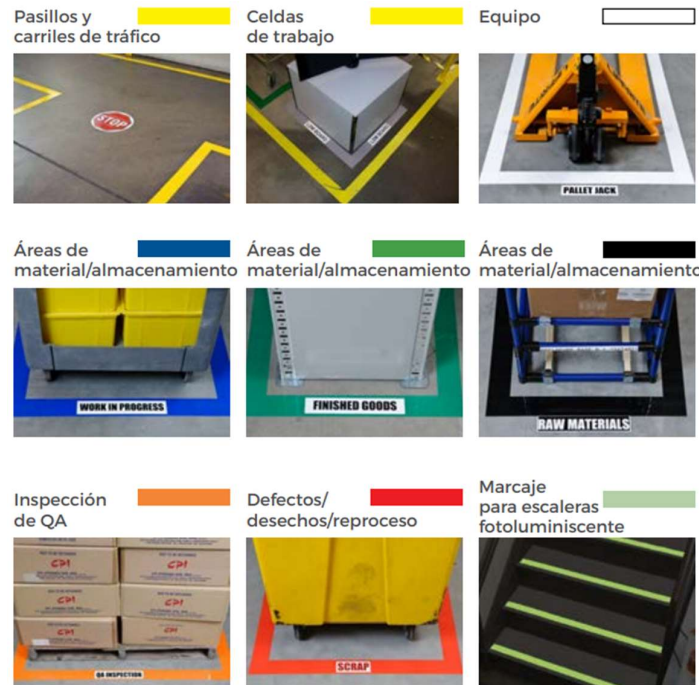 Pasillos y
carriles de tráfico
Celdas
de trabajo
Equipo
STOP
PALLET JACK
Áreas de
material/almacenamiento
Áreas de
material/almacenamiento
Áreas de
material/almacenamiento
WORK IN PROGRESS
FINISHED GOODS
RAW MATERIALS
Inspección
de QA
Defectos/
desechos/reproceso
Marcaje
para escaleras
fotoluminiscente
CPI
CPI
CPI
CPI
CPI
CPI
QA INSPECTION
SCRAP